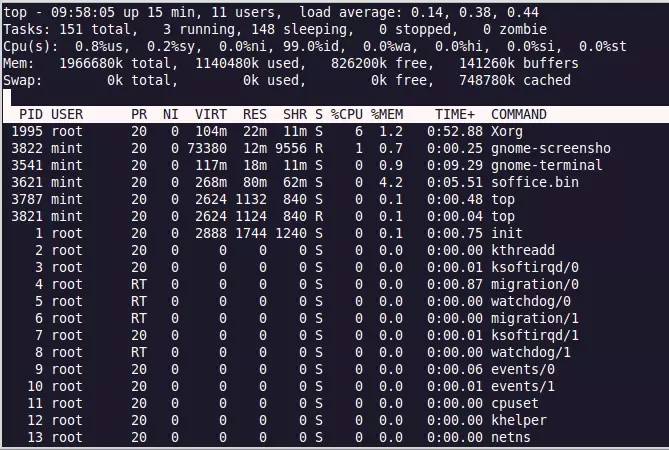 top - 09:58:05 up 15 min, 11 users,  load average: 0.14, 0.38, 0.44
Tasks: 151 total,   3 running, 148 sleeping,   0 stopped,   0 zombie
Cpu(s):  0.8%us,  0.2%sy,  0.0%ni, 99.0%id,  0.0%wa,  0.0%hi,  0.0%si,  0.0%st
Mem:   1966680k total,  1140480k used,   826200k free,   141260k buffers
Swap:        0k total,        0k used,        0k free,   748780k cached
  PID USER      PR  NI  VIRT  RES  SHR S %CPU %MEM    TIME+  COMMAND
 1995 root      20   0  104m  22m  11m S    6  1.2   0:52.88 Xorg
 3822 mint      20   0 73380  12m 9556 R    1  0.7   0:00.25 gnome-screensho
 3541 mint      20   0  117m  18m  11m S    0  0.9   0:09.29 gnome-terminal
 3621 mint      20   0  268m  80m  62m S    0  4.2   0:05.51 soffice.bin
 3787 mint      20   0  2624 1132  840 S    0  0.1   0:00.48 top
 3821 mint      20   0  2624 1124  840 R    0  0.1   0:00.04 top
    1 root      20   0  2888 1744 1240 S    0  0.1   0:00.75 init
    2 root      20   0     0    0    0 S    0  0.0   0:00.00 kthreadd
    3 root      20   0     0    0    0 S    0  0.0   0:00.01 ksoftirqd/0
    4 root      RT   0     0    0    0 S    0  0.0   0:00.87 migration/0
    5 root      RT   0     0    0    0 S    0  0.0   0:00.00 watchdog/0
    6 root      RT   0     0    0    0 S    0  0.0   0:00.00 migration/1
    7 root      20   0     0    0    0 S    0  0.0   0:00.01 ksoftirqd/1
    8 root      RT   0     0    0    0 S    0  0.0   0:00.00 watchdog/1
    9 root      20   0     0    0    0 S    0  0.0   0:00.06 events/0
   10 root      20   0     0    0    0 S    0  0.0   0:00.01 events/1
   11 root      20   0     0    0    0 S    0  0.0   0:00.00 cpuset
   12 root      20   0     0    0    0 S    0  0.0   0:00.00 khelper
   13 root      20   0     0    0    0 S    0  0.0   0:00.00 netns